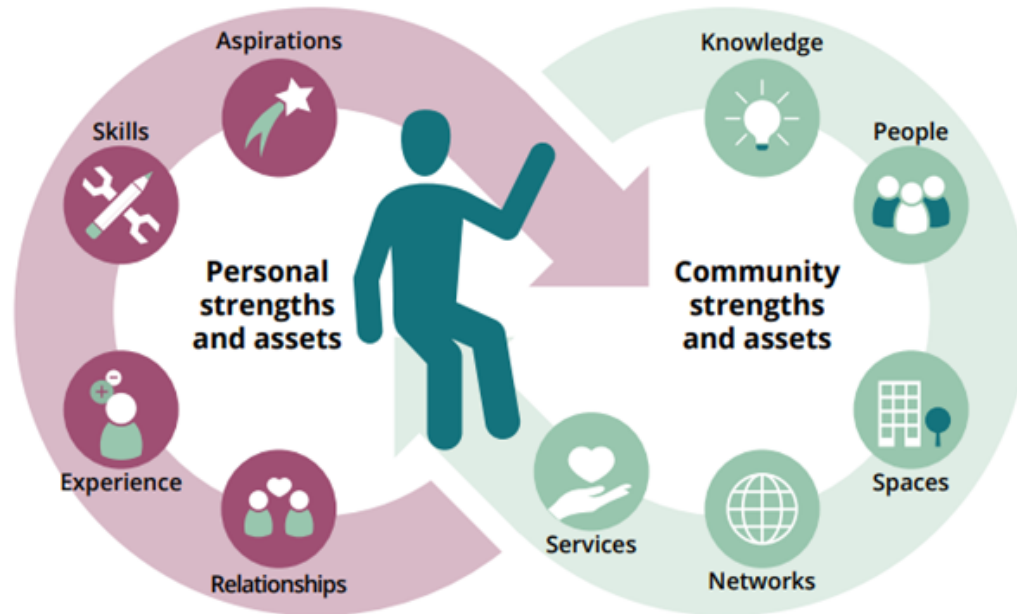 Aspirations
Skills
Personal
strengths
and assets
Experience
Relationships
Knowledge
People
Community
strengths
and assets
Spaces
Services
Networks